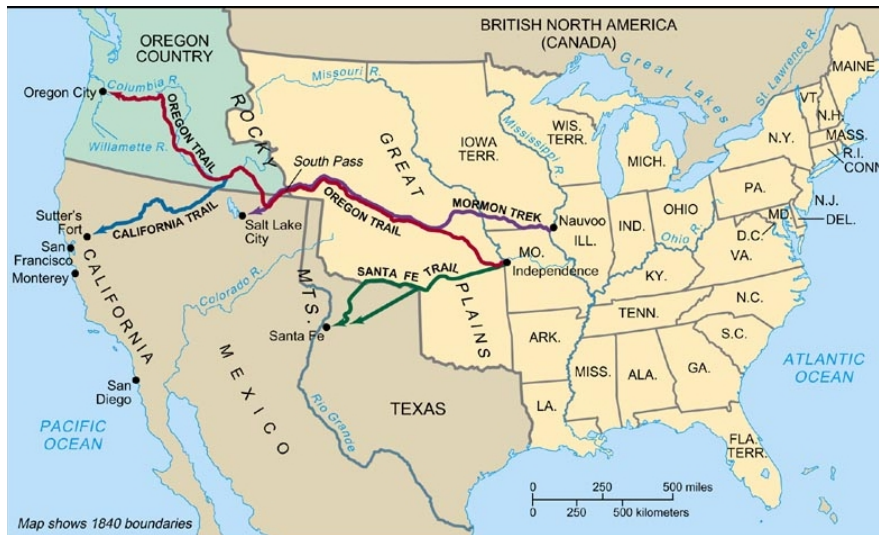 BRITISH NORTH AMERICA
(CANADA)
OREGON
COUNTRY
Columbia R.
Oregon City
OREGON TRAIL
Willamette R.
ROCKY
MTS.
Missouri R.
GREAT
PLAINS
Great Lakes
St. Lawrence R.
MAINE
VT.
N.H.
MASS.
R.I.
CONN
N.Y.
WIS.
TERR.
MICH.
IOWA
TERR.
Mississippi R.
South Pass
OREGON TRAIL
MORMON TREK
Nauvoo
PA.
N.J.
OHIO
IND.
ILL.
MD.
DEL.
D.C.
VA.
Ohio R.
Sutter's
Fort
CALIFORNIA TRAIL
Salt Lake
City
San
Francisco
Monterey
CALIFORNIA
Colorado R.
SANTA FE TRAIL
MO.
Independence
KY.
N.C.
TENN.
S.C.
Santa Fe
ARK.
MISS.
ALA.
GA.
ATLANTIC
OCEAN
San
Diego
MEXICO
TEXAS
LA.
Rio Grande
PACIFIC
OCEAN
FLA.
TERR.
0 250 500 miles
0 250 500 kilometers
Map shows 1840 boundaries